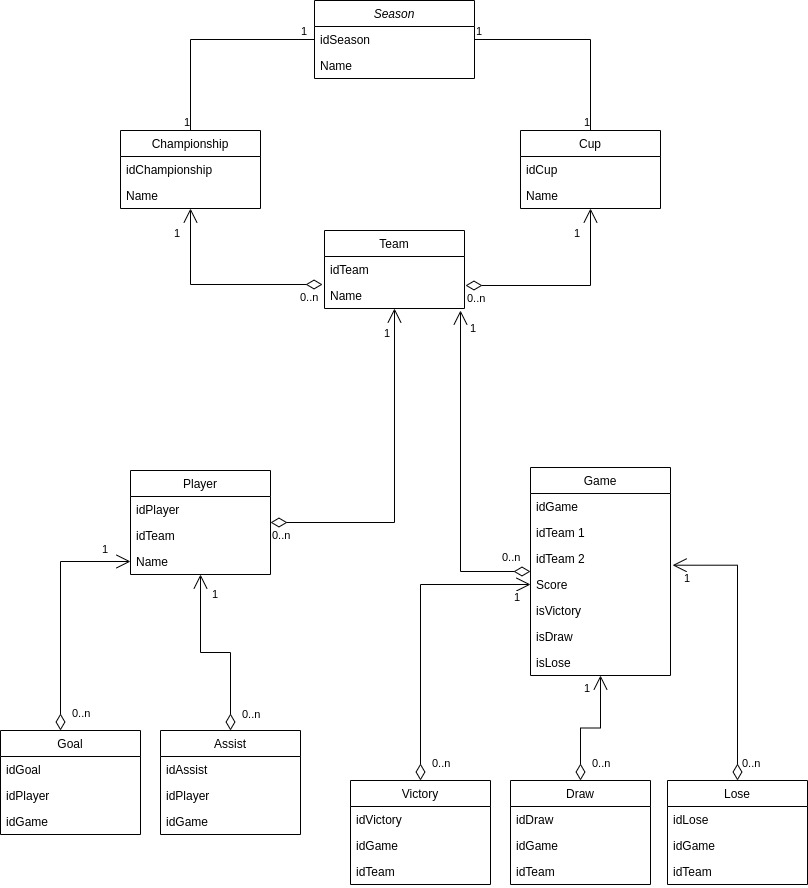 Season
1
1
idSeason
Name
1
1
Championship
idChampionship
Name
Cup
idCup
Name
1
1
Team
idTeam
Name
0..n
0..n
1
1
Player
idPlayer
idTeam
Name
0..n
1
1
Game
idGame
idTeam 1
idTeam 2
Score
isVictory
isDraw
isLose
0..n
1
1
1
0..n
0..n
Goal
idGoal
idPlayer
idGame
Assist
idAssist
idPlayer
idGame
0..n
0..n
0..n
Victory
idVictory
idGame
idTeam
Draw
idDraw
idGame
idTeam
Lose
idLose
idGame
idTeam